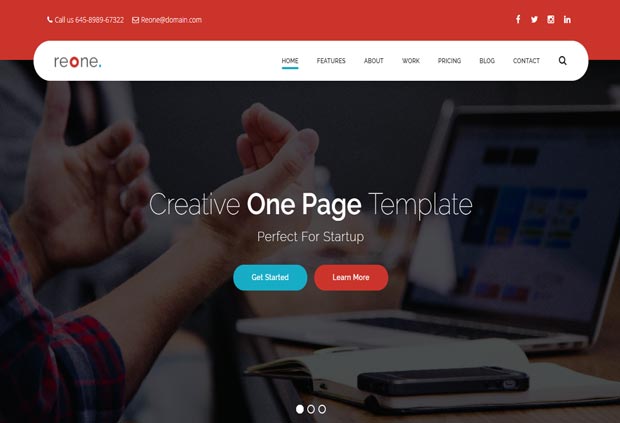 Call us 645-8989-67322 Reone@domain.com
reone.
HOME FEATURES ABOUT WORK PRICING BLOG CONTACT
Creative One Page Template
Perfect For Startup
Get Started Learn More